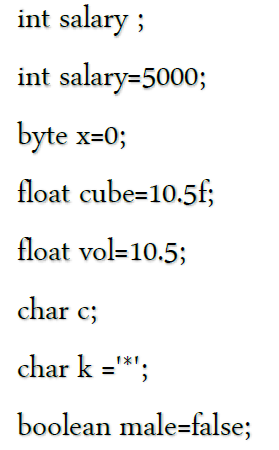 int salary ;
int salary=5000;
byte x=0;
float cube=10.5f;
float vol=10.5;
char c;
char k ='*';
boolean male=false;